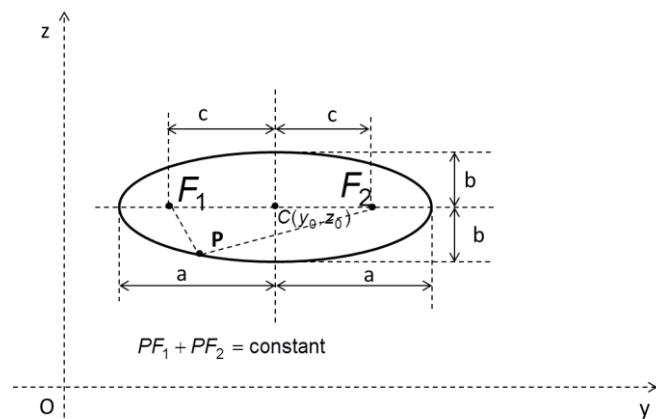 z
c c
F₁ F₂
C(y₀,z₀)
b
P
b
a a
PF₁ + PF₂ = constant
O y